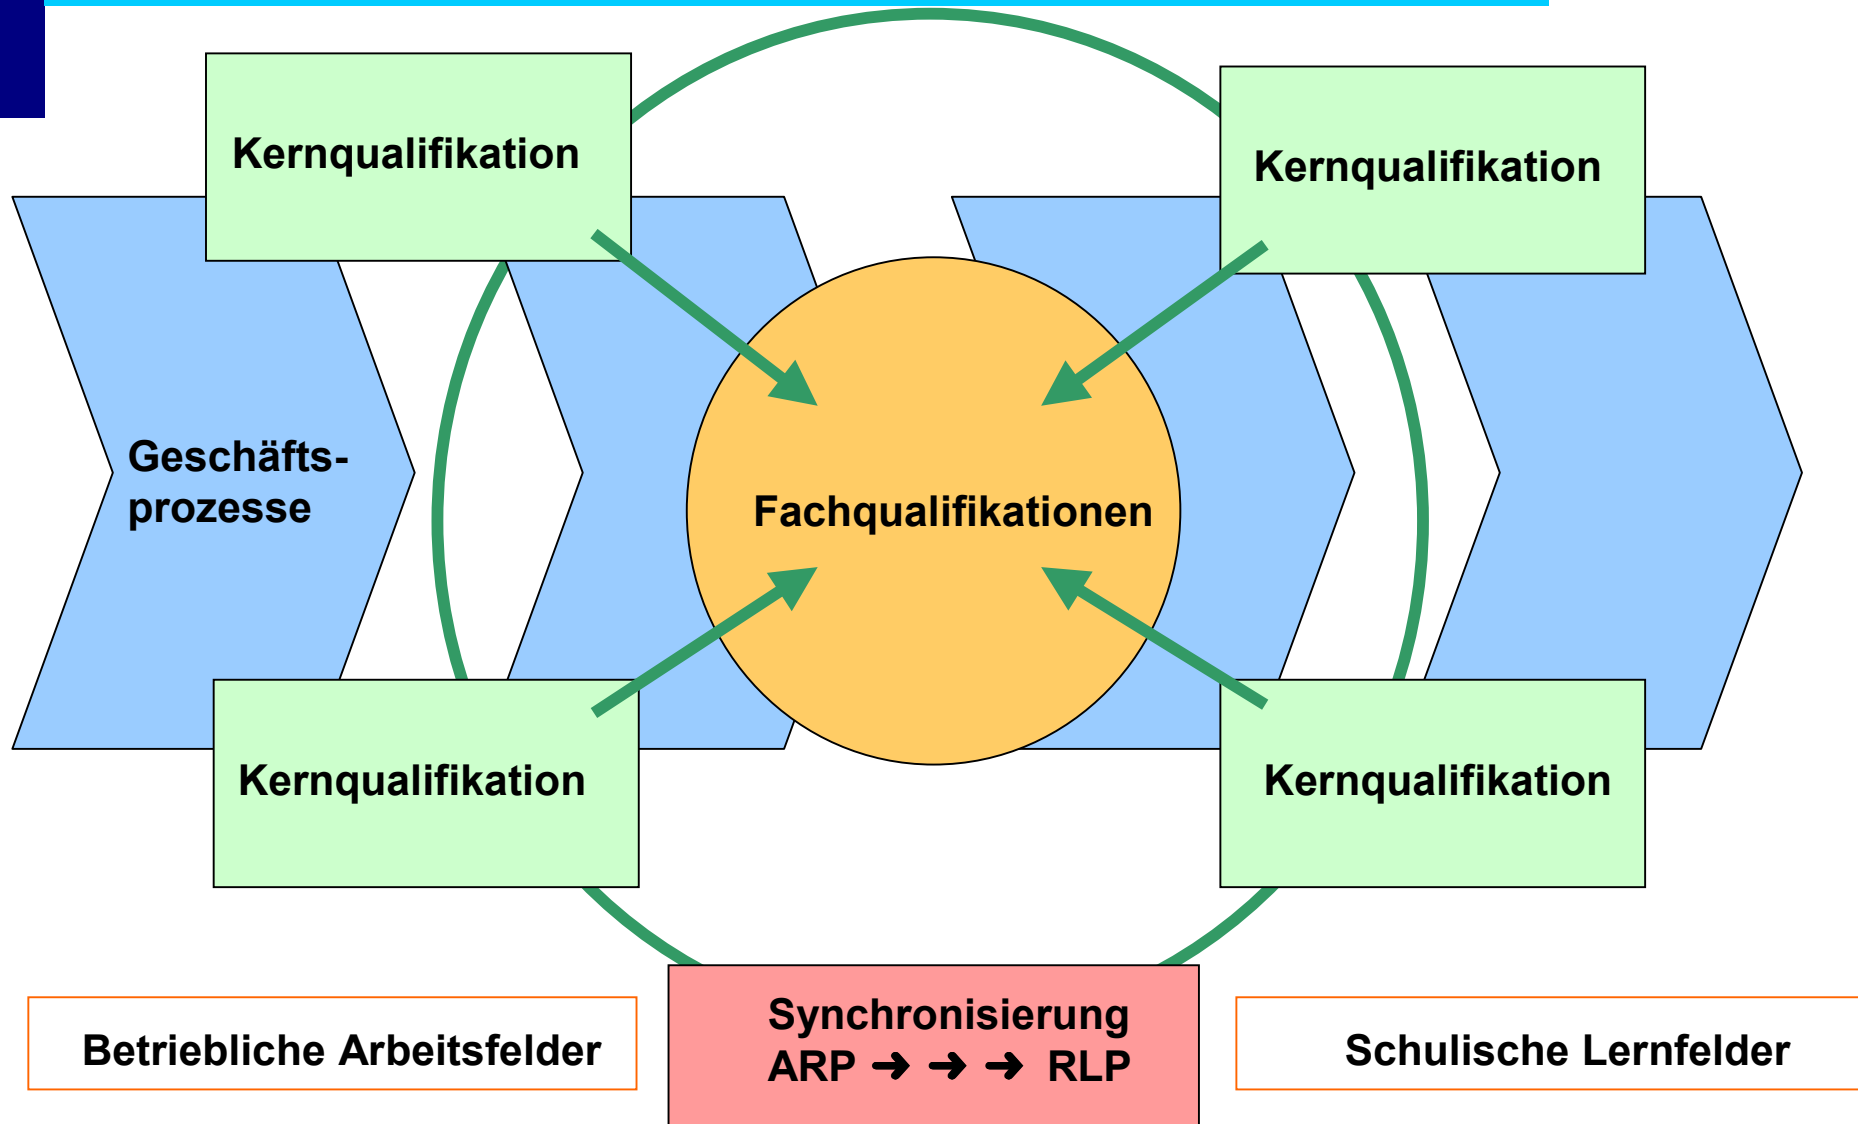 Kernqualifikation
Kernqualifikation
Geschäfts-
prozesse
Fachqualifikationen
Kernqualifikation
Kernqualifikation
Betriebliche Arbeitsfelder
Synchronisierung
ARP ➔ ➔ ➔ RLP
Schulische Lernfelder